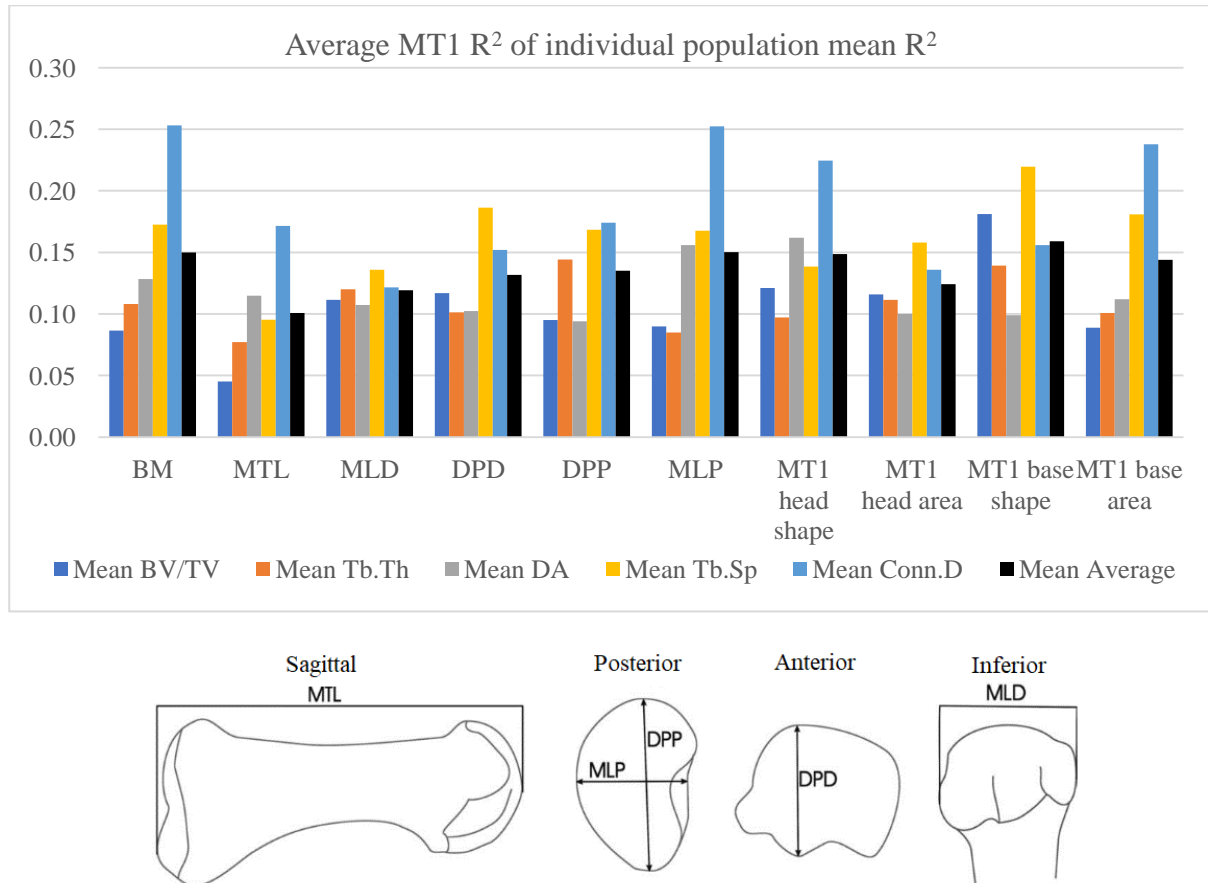 Average MT1 R² of individual population mean R²
0.30
0.25
0.20
0.15
0.10
0.05
0.00
BM MTL MLD DPD DPP MLP MT1 head shape MT1 head area MT1 base shape MT1 base area
Mean BV/TV Mean Tb.Th Mean DA Mean Tb.Sp Mean Conn.D Mean Average
Sagittal Posterior Anterior Inferior
MTL MLD
DPP
MLP DPD